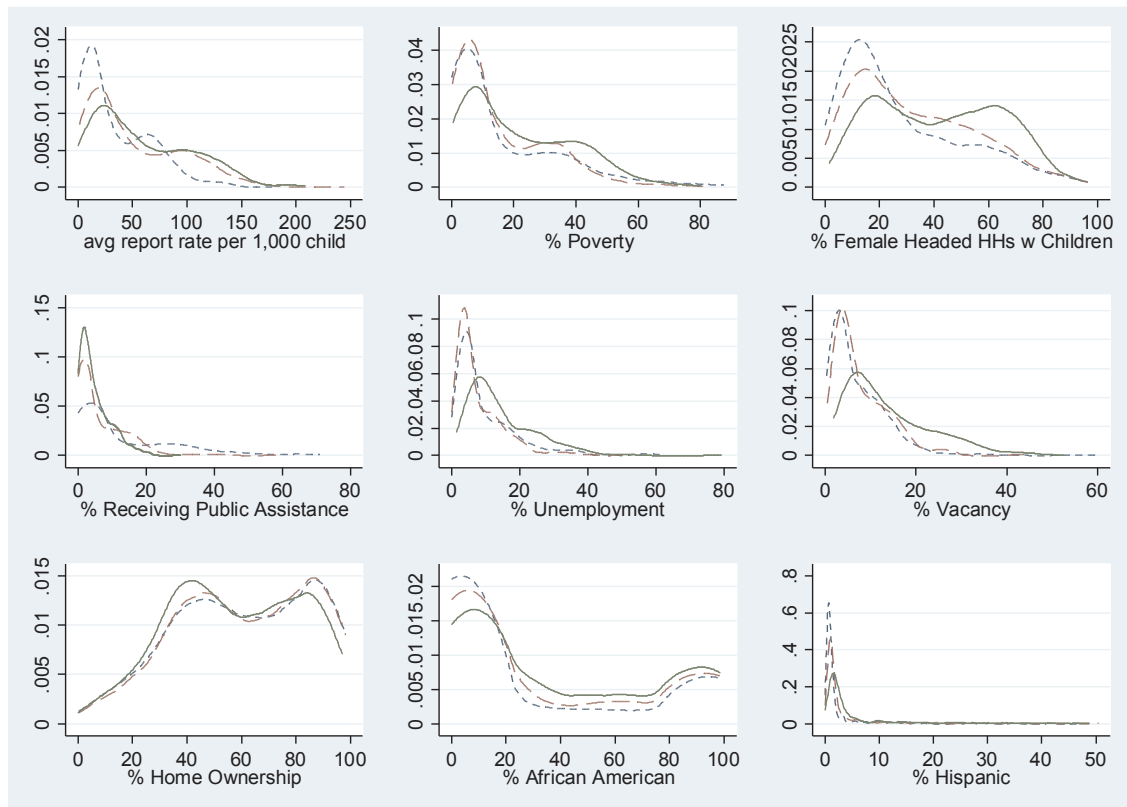 .02
.015
.01
.005
0
0 50 100 150 200 250
avg report rate per 1,000 child
.04
.03
.02
.01
0
0 20 40 60 80
% Poverty
0 .005 .01 .015 .02 .025
0 20 40 60 80 100
% Female Headed HHs w Children
.15
.1
.05
0
0 20 40 60 80
% Receiving Public Assistance
0 .02 .04 .06 .08 .1
0 20 40 60 80
% Unemployment
0 .02 .04 .06 .08 .1
0 20 40 60
% Vacancy
.015
.01
.005
0
0 20 40 60 80 100
% Home Ownership
0 .005 .01 .015 .02
0 20 40 60 80 100
% African American
.8
.6
.4
.2
0
0 10 20 30 40 50
% Hispanic